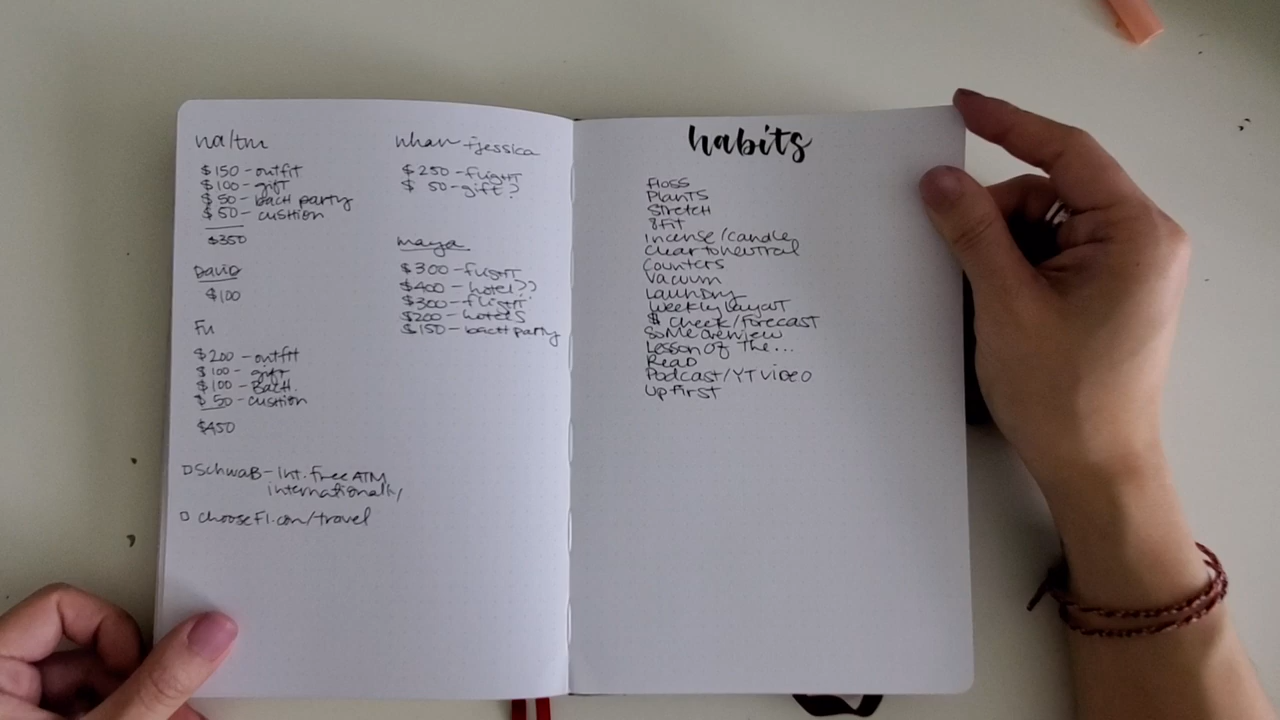 na/tm
$150 - outfit
$100 - gift
$50 - bach party
$50 - cushion
$350
David
$100
Fu
$200 - outfit
$100 - gift
$100 - Bach.
$50 - cushion
$450
Schwab - Int. free ATM
internationally
chooseFI.com/travel
+ jessica
$250 - flight
$ 50 - gift?
maya
$300 - flight
$400 - hotel??
$300 - flight
$200 - hotels
$150 - bach party
habits
Floss
Plants
Stretch
8fit
Incense/candle
Clear to neutral
Counters
Vacuum
Laundry
Weekly Layout
$ Check/Forecast
SoMe overview
Lesson of the...
Read
Podcast/YT video
Up first